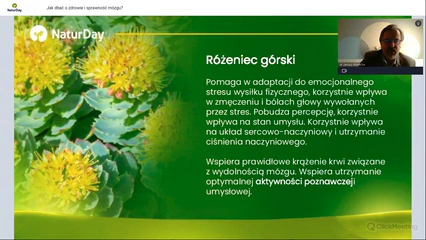 NaturDay
Jak dbać o zdrowie i sprawność mózgu?
NaturDay
Różeniec górski
Pomaga w adaptacji do emocjonalnego
stresu wysiłku fizycznego, korzystnie wpływa
w zmęczeniu i bólach głowy wywołanych
przez stres. Pobudza percepcję, korzystnie
wpływa na stan umysłu. Korzystnie wpływa
na układ sercowo-naczyniowy i utrzymanie
ciśnienia naczyniowego.
Wspiera prawidłowe krążenie krwi związane
z wydolnością mózgu. Wspiera utrzymanie
optymalnej aktywności poznawczej i
umysłowej.
ClickMeeting